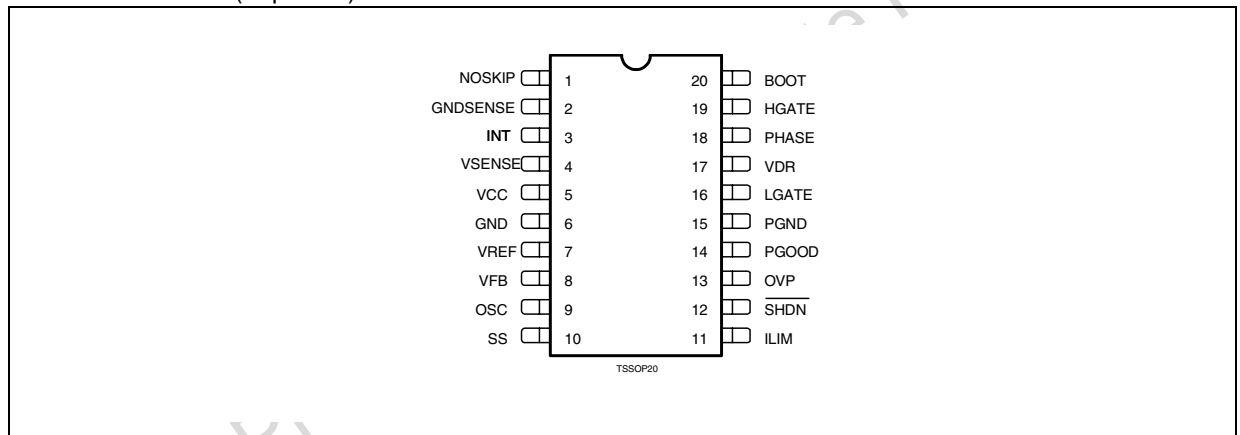 NOSKIP 1 20 BOOT
GNDSENSE 2 19 HGATE
INT 3 18 PHASE
VSENSE 4 17 VDR
VCC 5 16 LGATE
GND 6 15 PGND
VREF 7 14 PGOOD
VFB 8 13 OVP
OSC 9 12 SHDN
SS 10 11 ILIM
TSSOP20